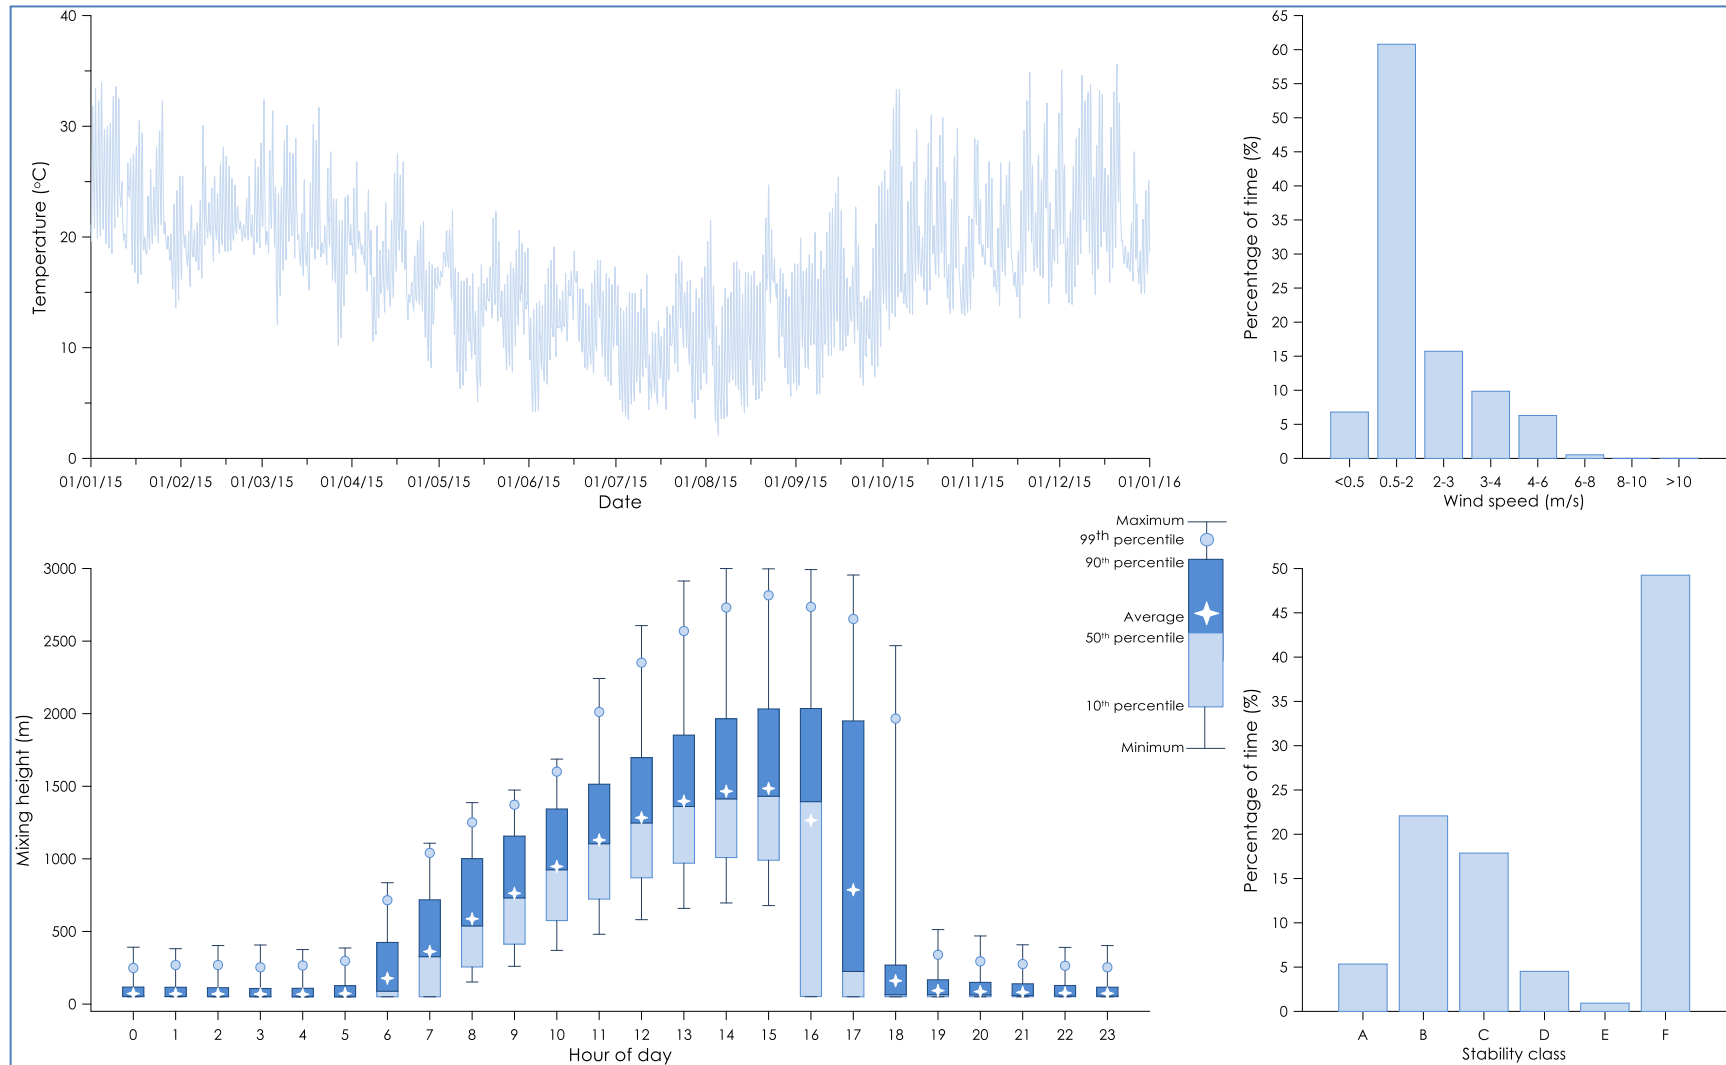 40
30
20
10
0
Temperature (°C)
01/01/15 01/02/15 01/03/15 01/04/15 01/05/15 01/06/15 01/07/15 01/08/15 01/09/15 01/10/15 01/11/15 01/12/15 01/01/16
Date
65
60
55
50
45
40
35
30
25
20
15
10
5
0
Percentage of time (%)
<0.5 0.5-2 2-3 3-4 4-6 6-8 8-10 >10
Wind speed (m/s)
3000
2500
2000
1500
1000
500
0
Mixing height (m)
0 1 2 3 4 5 6 7 8 9 10 11 12 13 14 15 16 17 18 19 20 21 22 23
Hour of day
Maximum
99th percentile
90th percentile
Average
50th percentile
10th percentile
Minimum
50
45
40
35
30
25
20
15
10
5
0
Percentage of time (%)
A B C D E F
Stability class